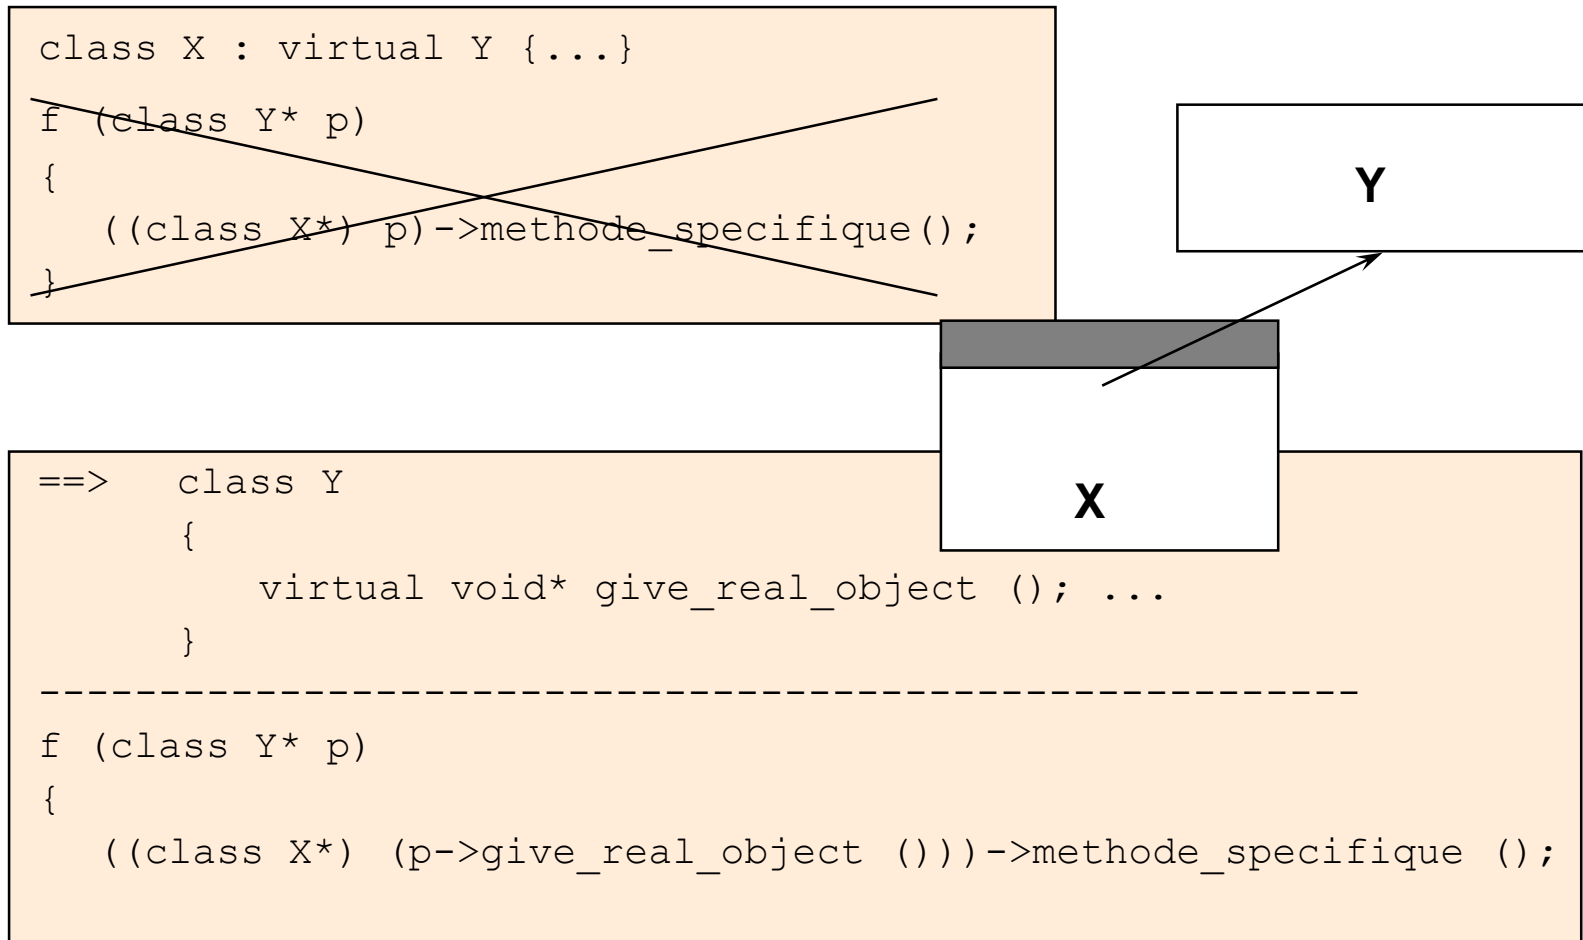 class X : virtual Y {...}
f (class Y* p)
{
((class X*) p)->methode_specifique();
}
Y
X
==> class Y
{
virtual void* give_real_object (); ...
}
-------------------------------------------------------
f (class Y* p)
{
((class X*) (p->give_real_object ()))->methode_specifique ();